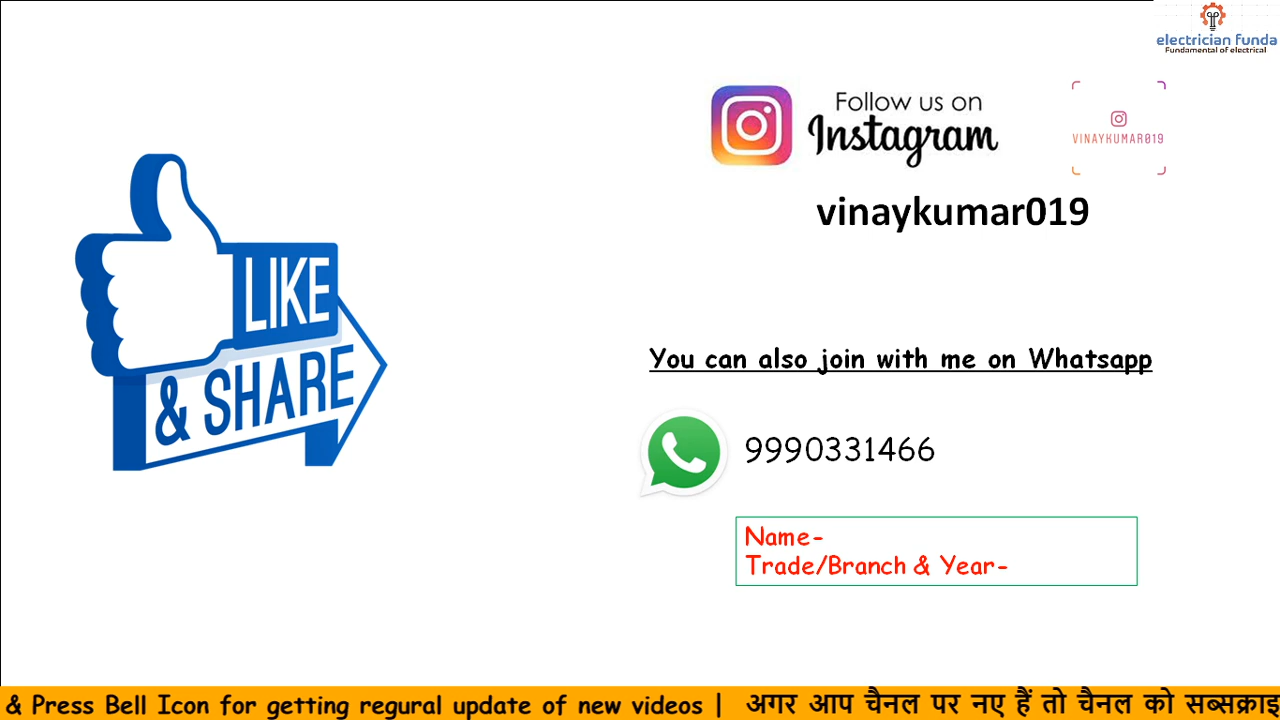 electrician funda
Fundamental of electrical
Follow us on
Instagram
VINAYKUMAR019
vinaykumar019
LIKE
& SHARE
You can also join with me on Whatsapp
9990331466
Name-
Trade/Branch & Year-
& Press Bell Icon for getting regural update of new videos | अगर आप चैनल पर नए हैं तो चैनल को सब्सक्राइ